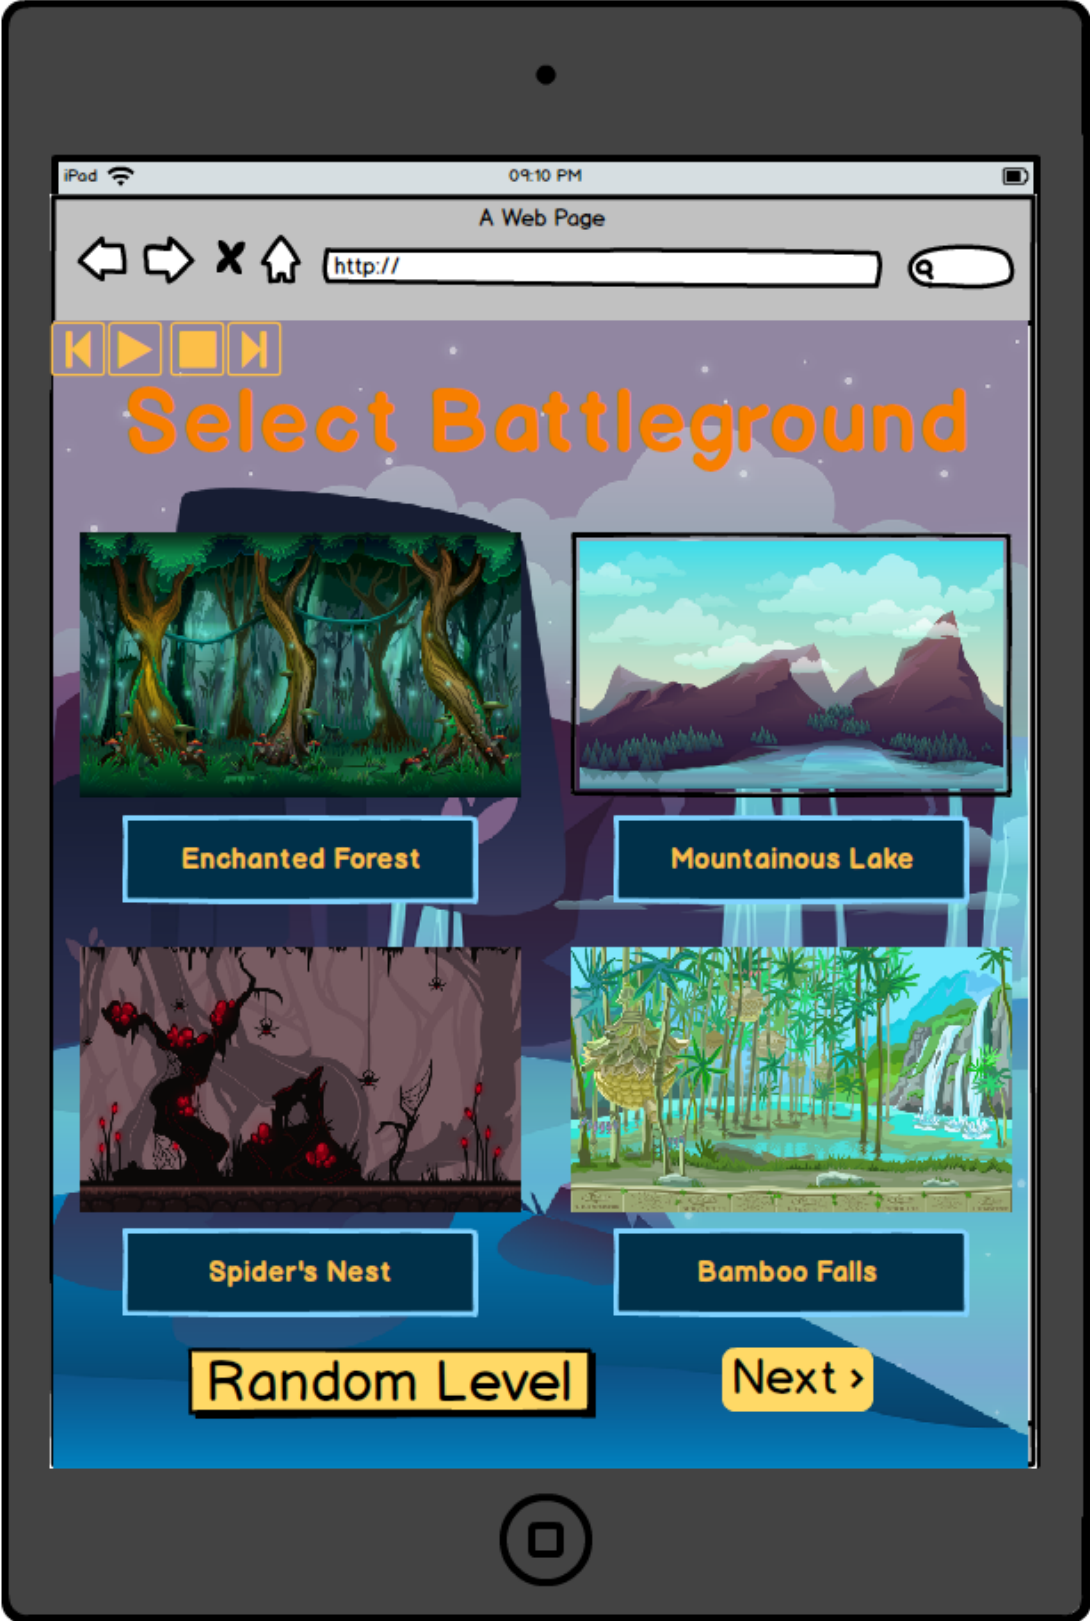 iPad
09:10 PM
A Web Page
http://
Select Battleground
Enchanted Forest
Mountainous Lake
Spider's Nest
Bamboo Falls
Random Level
Next ›